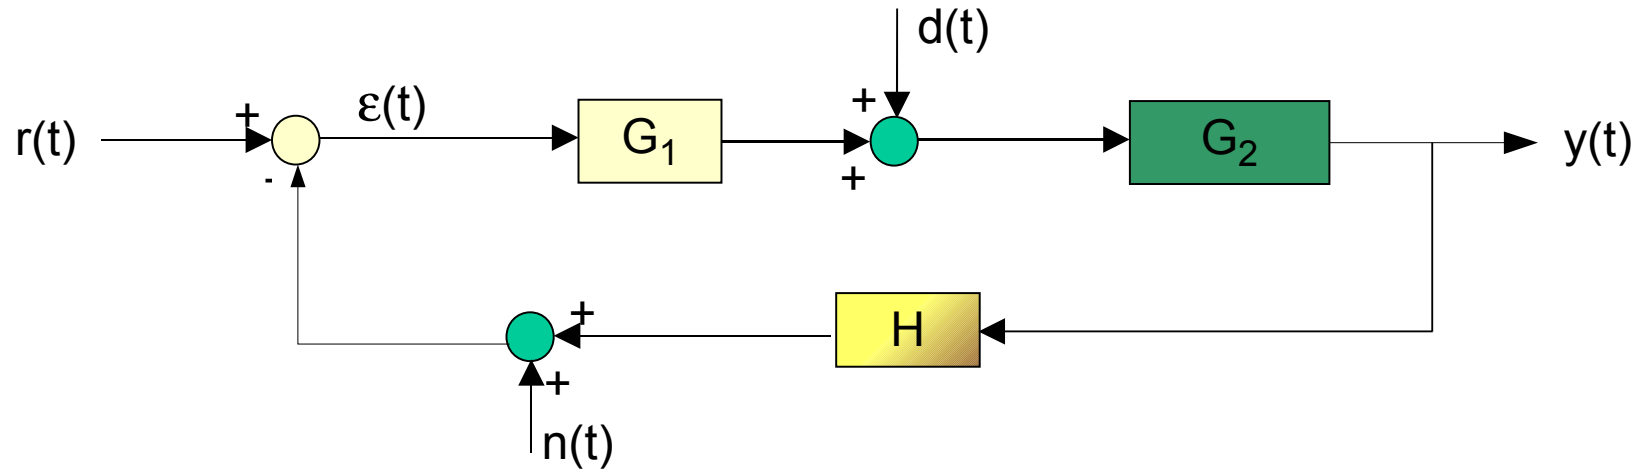 d(t)
+
ε(t)
+
r(t)
G₁
G₂
y(t)
-
+
+
H
+
n(t)